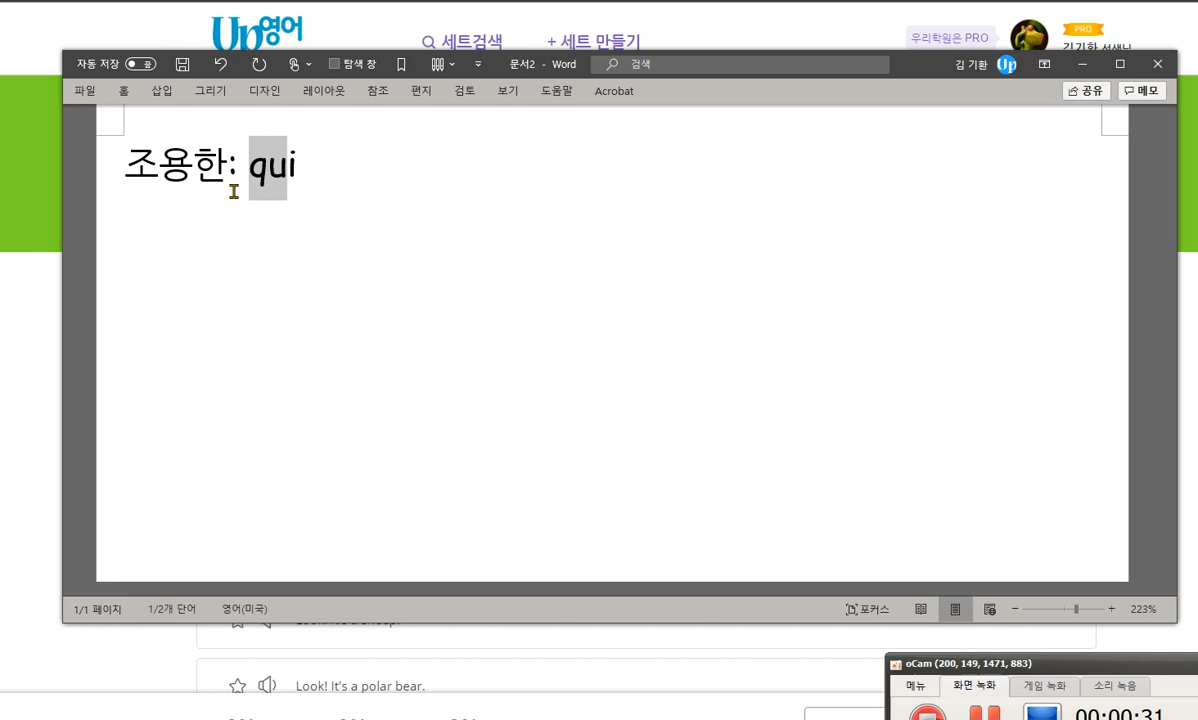 Up영어
세트검색
+ 세트 만들기
우리학원은 PRO
PRO
자동 저장
탐색 창
문서2 - Word
검색
김 기환
Up
파일 홈 삽입 그리기 디자인 레이아웃 참조 편지 검토 보기 도움말 Acrobat
공유
메모
조용한: qui
1/1 페이지
1/2개 단어
영어(미국)
포커스
223%
Look! It's a polar bear.
oCam (200, 149, 1471, 883)
메뉴 화면 녹화 게임 녹화 소리 녹음
00:00:31